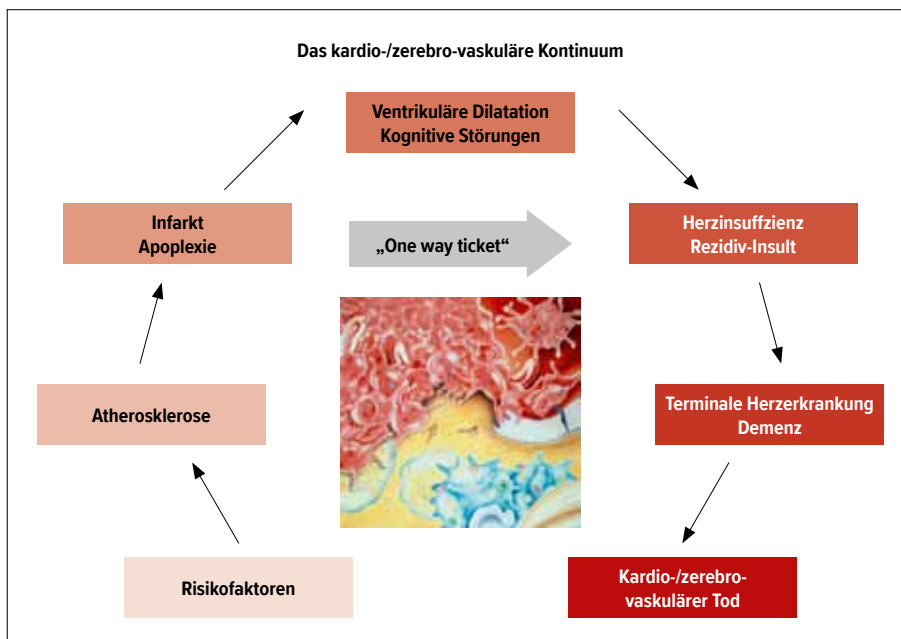 Das kardio-/zerebro-vaskuläre Kontinuum
Ventrikuläre Dilatation
Kognitive Störungen
Infarkt
Apoplexie
„One way ticket“
Herzinsuffizienz
Rezidiv-Insult
Atherosklerose
Terminale Herzerkrankung
Demenz
Risikofaktoren
Kardio-/zerebro-
vaskulärer Tod